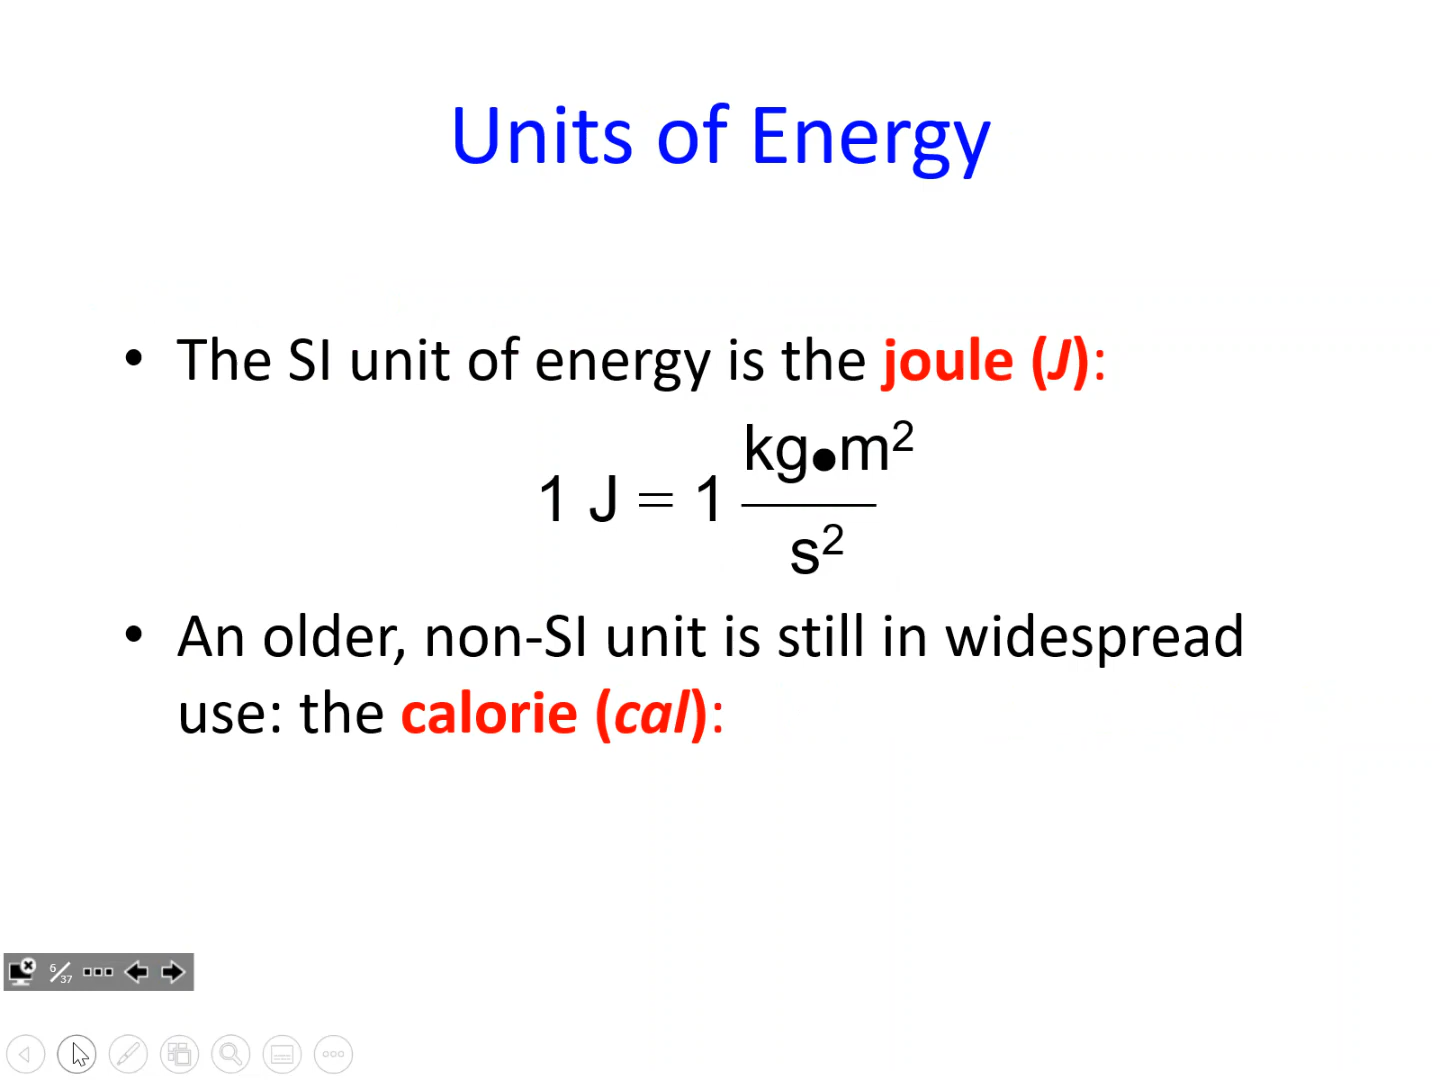 Units of Energy
• The SI unit of energy is the joule (J):
1 J = 1 kg•m²
s²
• An older, non-SI unit is still in widespread
use: the calorie (cal):
6/37